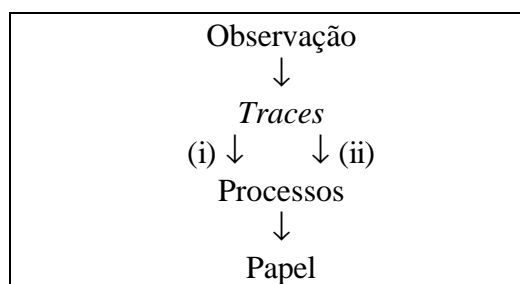 Observação
↓
Traces
(i) ↓ ↓ (ii)
Processos
↓
Papel